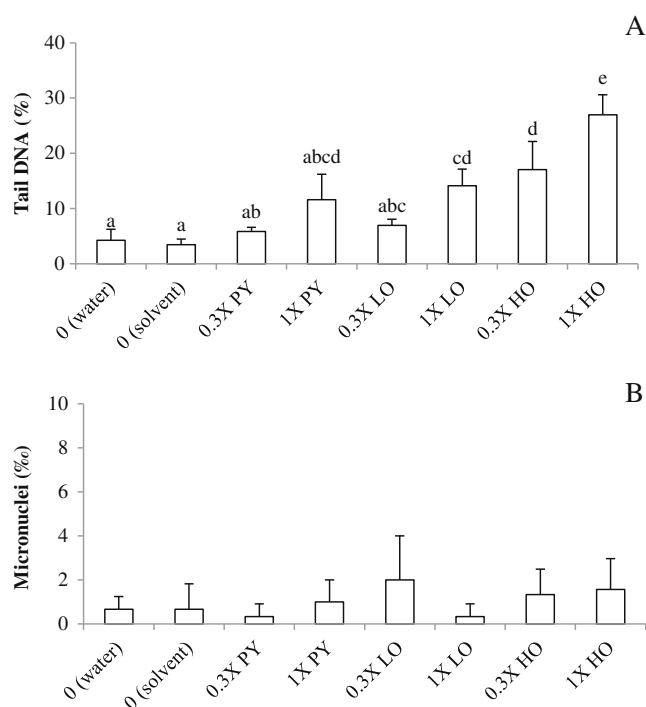 A
Tail DNA (%)
40
30
20
10
0
a
a
ab
abcd
abc
cd
d
e
0 (water)
0 (solvent)
0.3X PY
1X PY
0.3X LO
1X LO
0.3X HO
1X HO
B
Micronuclei (‰)
10
8
6
4
2
0
0 (water)
0 (solvent)
0.3X PY
1X PY
0.3X LO
1X LO
0.3X HO
1X HO